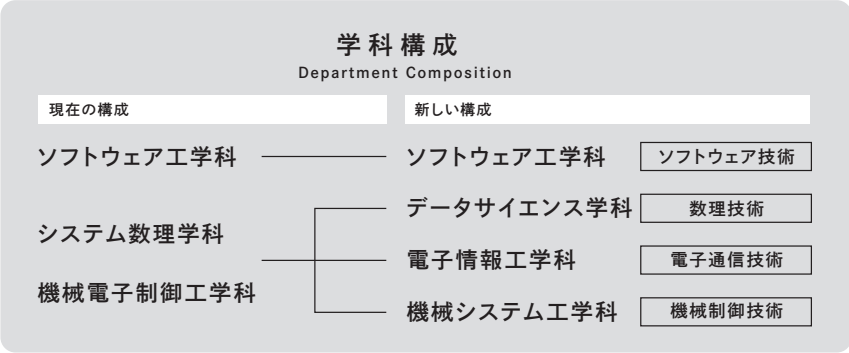 学科構成
Department Composition
現在の構成
新しい構成
ソフトウェア工学科
ソフトウェア工学科
ソフトウェア技術
データサイエンス学科
数理技術
システム数理学科
電子情報工学科
電子通信技術
機械電子制御工学科
機械システム工学科
機械制御技術